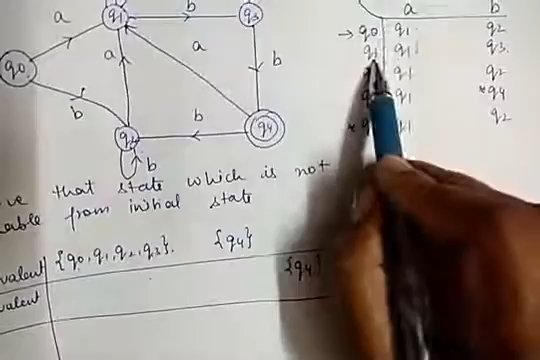 q1 b q3
a
q0 a a b
b b
q2 q4
b
a b
→ q0 q1 q2
q1 q1 q3
q1 q2
q1 *q4
* q1 q2
that state which is not
from initial state
{q0, q1, q2, q3}. {q4}
{q4}